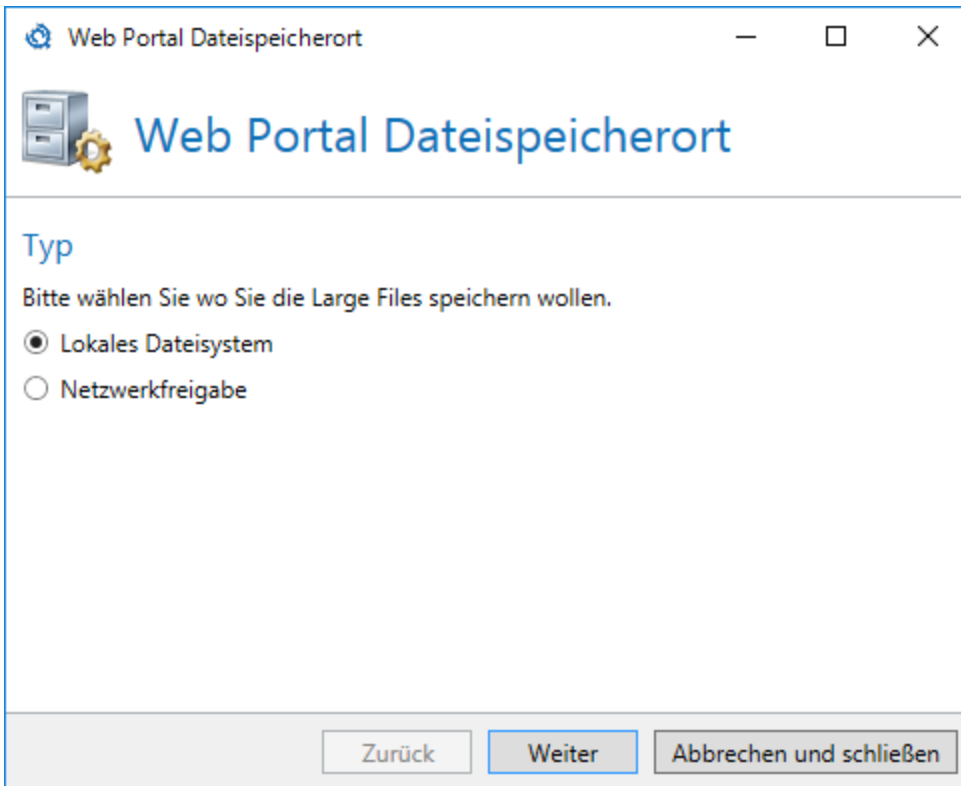 Web Portal Dateispeicherort
Web Portal Dateispeicherort
Typ
Bitte wählen Sie wo Sie die Large Files speichern wollen.
Lokales Dateisystem
Netzwerkfreigabe
Zurück Weiter Abbrechen und schließen